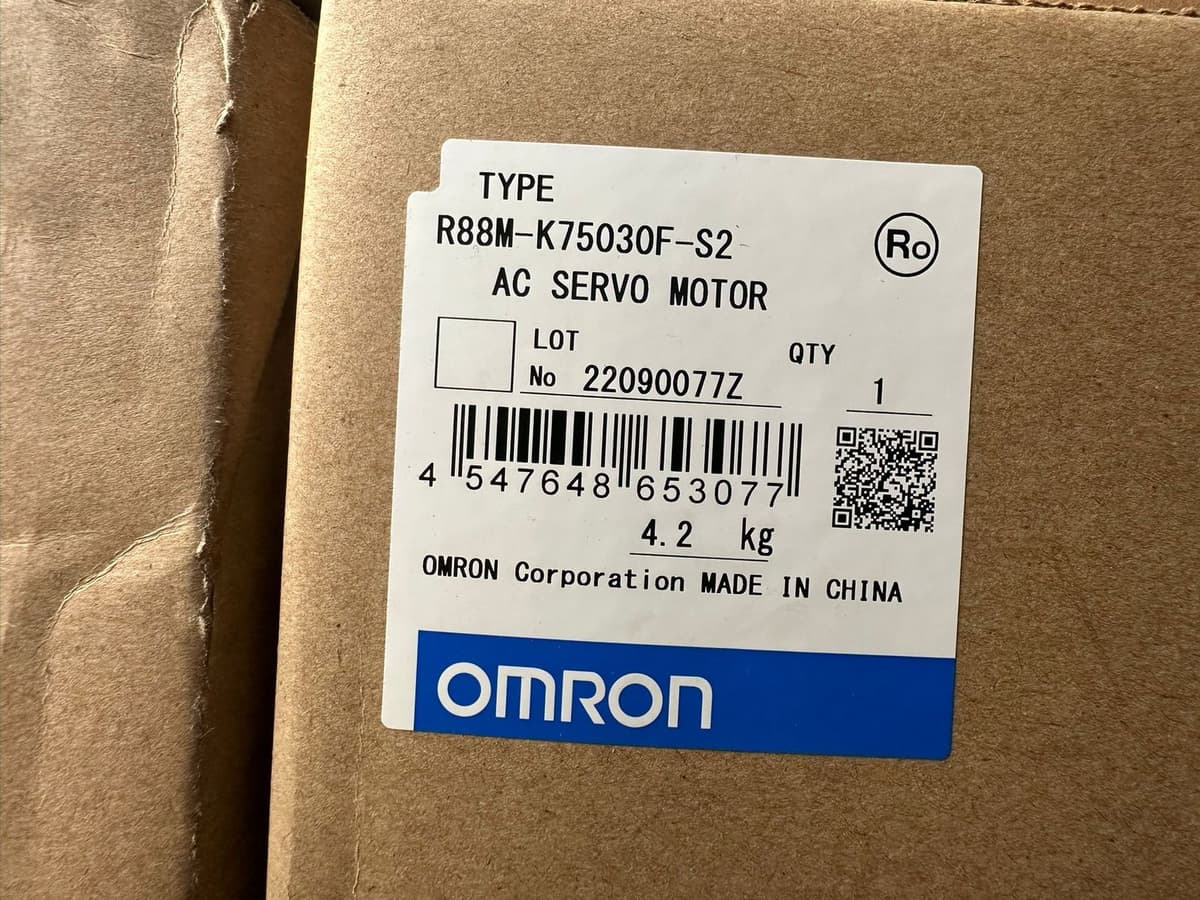 TYPE
R88M-K75030F-S2
Ro
AC SERVO MOTOR
LOT
QTY
No 22090077Z
1
4 547648 653077
4.2 kg
OMRON Corporation MADE IN CHINA
OMRON